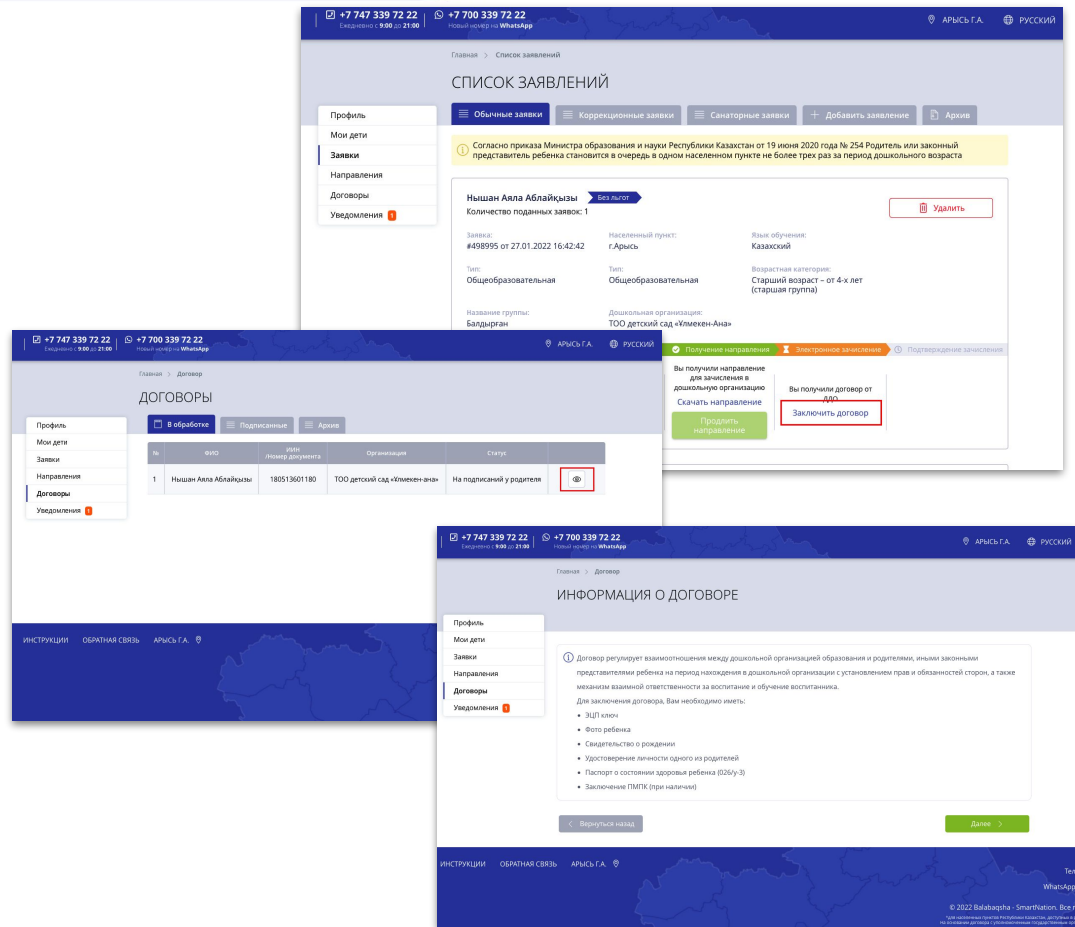 +7 747 339 72 22
Ежедневно с 9:00 до 21:00
+7 700 339 72 22
Новый номер на WhatsApp
АРЫСЬ Г.А.
РУССКИЙ
Главная > Список заявлений
СПИСОК ЗАЯВЛЕНИЙ
Профиль
Мои дети
Заявки
Направления
Договоры
Уведомления 1
Обычные заявки
Коррекционные заявки
Санаторные заявки
Добавить заявление
Архив
Согласно приказа Министра образования и науки Республики Казахстан от 19 июня 2020 года № 254 Родитель или законный
представитель ребенка становится в очередь в одном населенном пункте не более трех раз за период дошкольного возраста
Нышан Аяла Аблайқызы
Без льгот
Количество поданных заявок: 1
Удалить
Заявка:
#498995 от 27.01.2022 16:42:42
Населенный пункт:
г.Арысь
Язык обучения:
Казахский
Тип:
Общеобразовательная
Тип:
Общеобразовательная
Возрастная категория:
Старший возраст – от 4-х лет
(старшая группа)
Название группы:
Балдырған
Дошкольная организация:
ТОО детский сад «Ұлмекен-Ана»
Получение направления
Электронное зачисление
Подтверждение зачисления
Вы получили направление
для зачисления в
дошкольную организацию
Скачать направление
Продлить
направление
Вы получили договор от
ДДО
Заключить договор
+7 747 339 72 22
Ежедневно с 9:00 до 21:00
+7 700 339 72 22
Новый номер на WhatsApp
АРЫСЬ Г.А.
РУССКИЙ
Главная > Договор
ДОГОВОРЫ
Профиль
Мои дети
Заявки
Направления
Договоры
Уведомления 1
В обработке
Подписанные
Архив
№
ФИО
ИИН
/Номер документа
Организация
Статус
1
Нышан Аяла Аблайқызы
180513601180
ТОО детский сад «Ұлмекен-ана»
На подписаний у родителя
ИНСТРУКЦИИ
ОБРАТНАЯ СВЯЗЬ
АРЫСЬ Г.А.
+7 747 339 72 22
Ежедневно с 9:00 до 21:00
+7 700 339 72 22
Новый номер на WhatsApp
АРЫСЬ Г.А.
РУССКИЙ
Главная > Договор
ИНФОРМАЦИЯ О ДОГОВОРЕ
Профиль
Мои дети
Заявки
Направления
Договоры
Уведомления 1
Договор регулирует взаимоотношения между дошкольной организацией образования и родителями, иными законными
представителями ребенка на период нахождения в дошкольной организации с установлением прав и обязанностей сторон, а также
механизм взаимной ответственности за воспитание и обучение воспитанника.
Для заключения договора, Вам необходимо иметь:
• ЭЦП ключ
• Фото ребенка
• Свидетельство о рождении
• Удостоверение личности одного из родителей
• Паспорт о состоянии здоровья ребенка (026/у-3)
• Заключение ПМПК (при наличии)
< Вернуться назад
Далее >
ИНСТРУКЦИИ
ОБРАТНАЯ СВЯЗЬ
АРЫСЬ Г.А.
Тел
WhatsApp
© 2022 Balabaqsha - SmartNation. Все